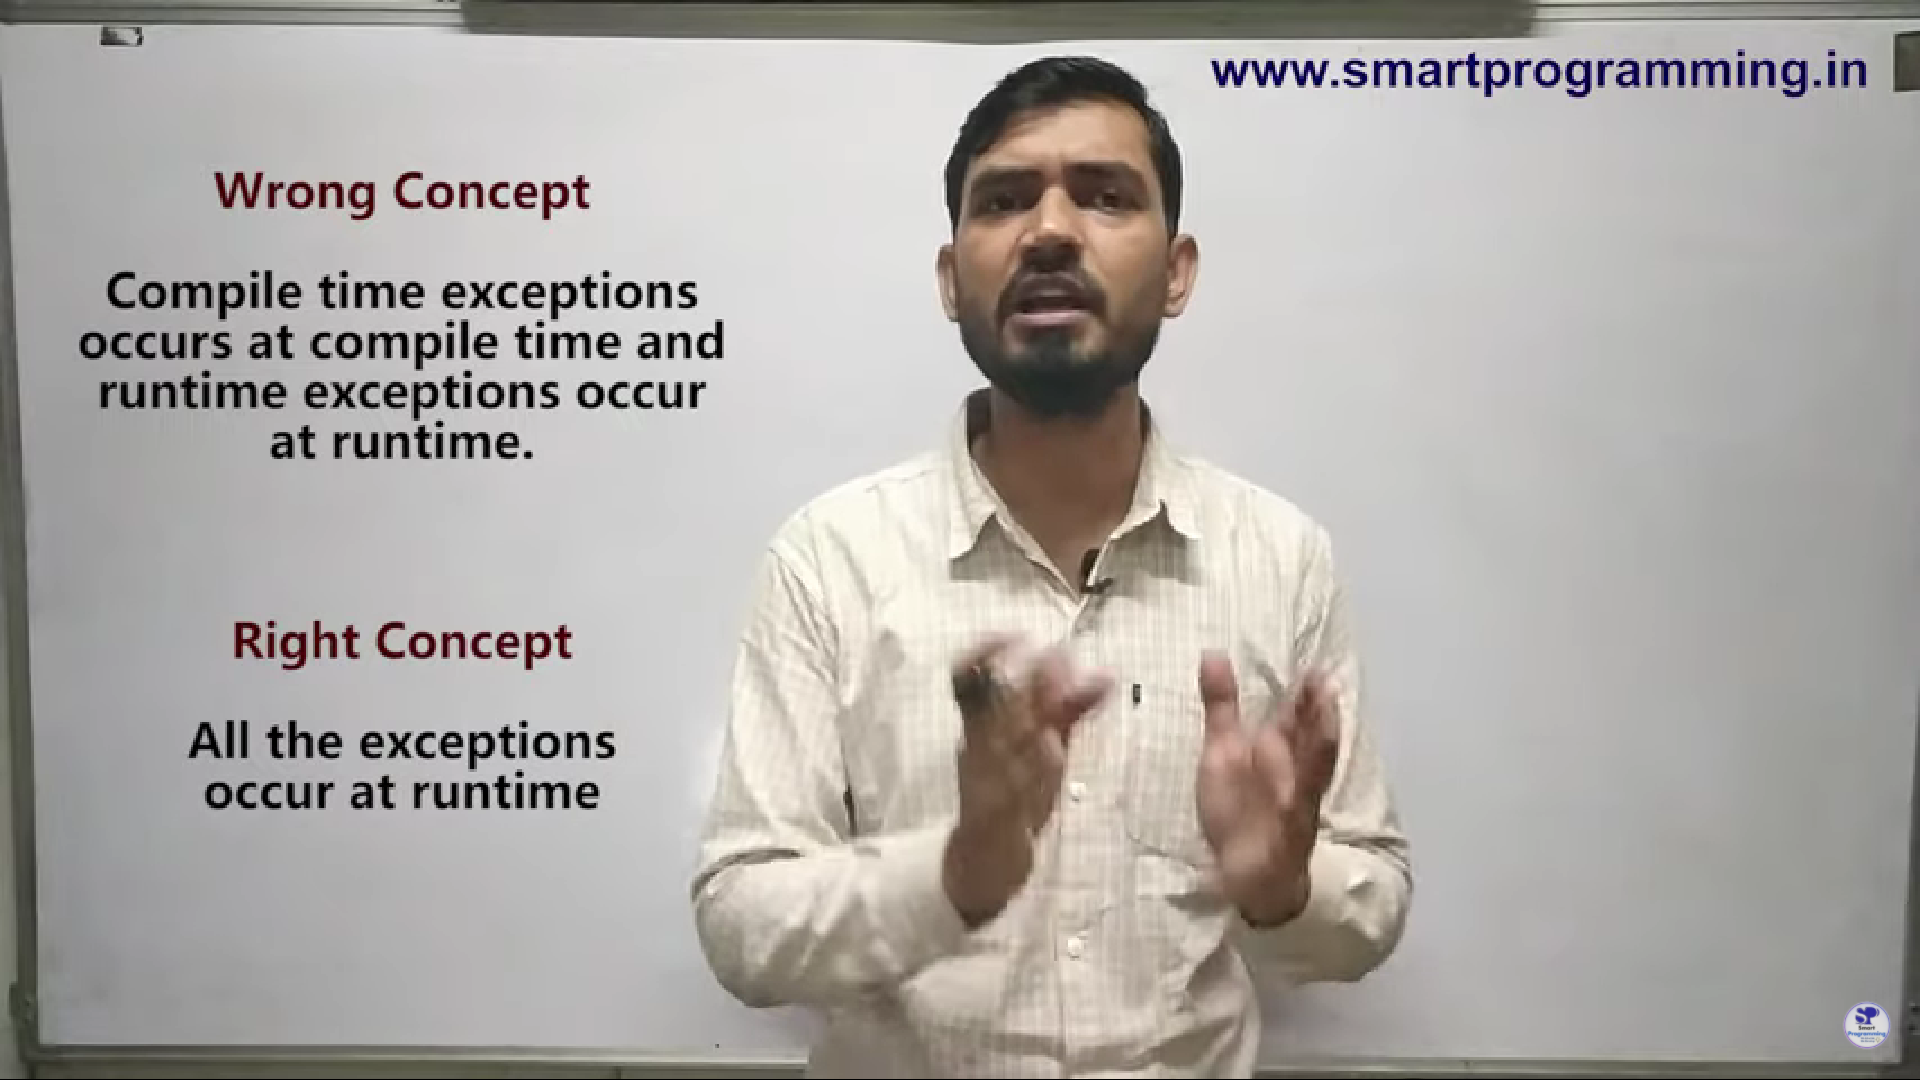 www.smartprogramming.in
Wrong Concept
Compile time exceptions
occurs at compile time and
runtime exceptions occur
at runtime.
Right Concept
All the exceptions
occur at runtime
SP
Smart
Programming